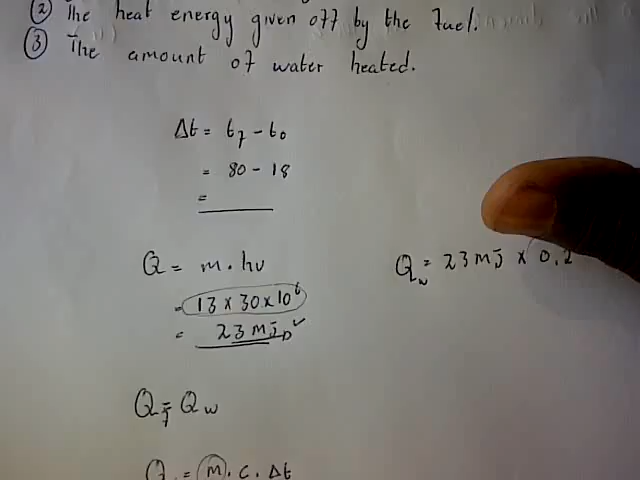 ② The heat energy given off by the fuel.
③ The amount of water heated.
Δt = t₇ - t₀
= 80 - 18
=
Q = m · hv
= 13 x 30 x 10⁶
= 23 MJ
Q_w = 23 MJ x 0.2
Q_f = Q_w
Q = m . c . Δt